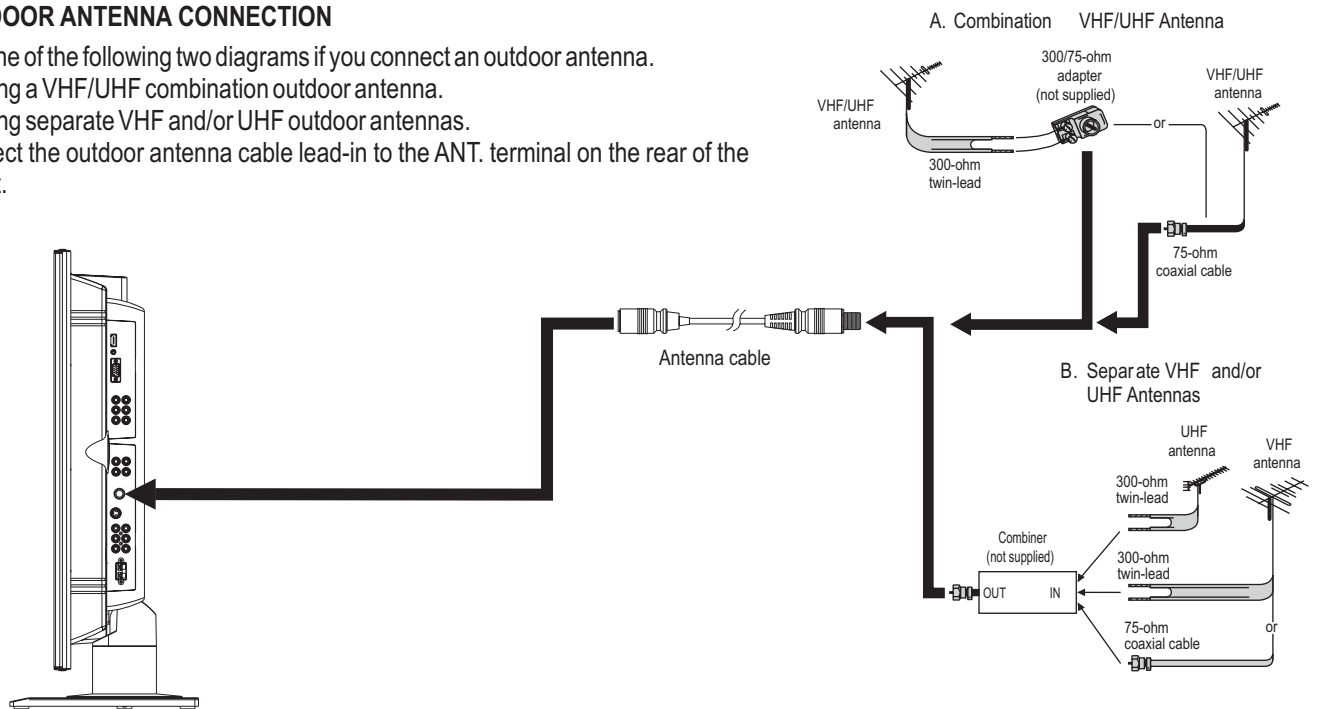 OOR ANTENNA CONNECTION
ne of the following two diagrams if you connect an outdoor antenna.
ng a VHF/UHF combination outdoor antenna.
ng separate VHF and/or UHF outdoor antennas.
ect the outdoor antenna cable lead-in to the ANT. terminal on the rear of the
t.
A. Combination VHF/UHF Antenna
300/75-ohm
adapter
(not supplied)
VHF/UHF
antenna
VHF/UHF
antenna
or
300-ohm
twin-lead
75-ohm
coaxial cable
Antenna cable
B. Separate VHF and/or
UHF Antennas
UHF
antenna
VHF
antenna
300-ohm
twin-lead
Combiner
(not supplied)
300-ohm
twin-lead
OUT IN
75-ohm
coaxial cable
or